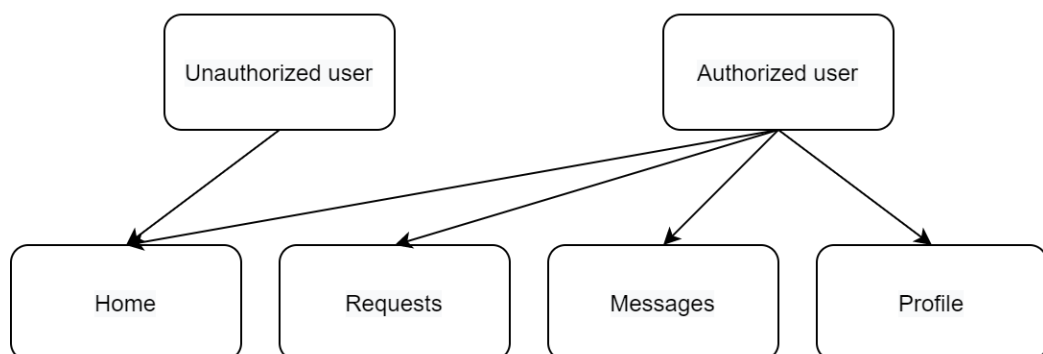 Unauthorized user
Authorized user
Home
Requests
Messages
Profile